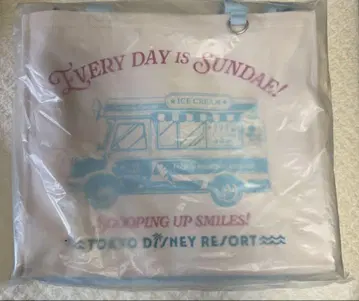 EVERY DAY IS SUNDAE!
ICE CREAM
SCOOPING UP SMILES!
TOKYO DISNEY RESORT